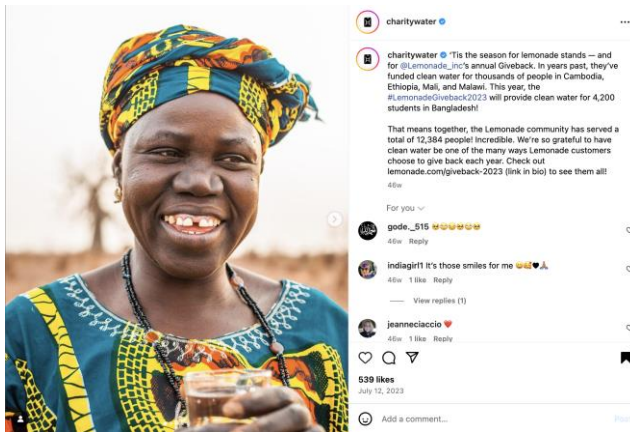 charitywater
charitywater 'Tis the season for lemonade stands — and
for @Lemonade_inc's annual Giveback. In years past, they've
funded clean water for thousands of people in Cambodia,
Ethiopia, Mali, and Malawi. This year, the
#LemonadeGiveback2023 will provide clean water for 4,200
students in Bangladesh!
That means together, the Lemonade community has served a
total of 12,384 people! Incredible. We're so grateful to have
clean water be one of the many ways Lemonade customers
choose to give back each year. Check out
lemonade.com/giveback-2023 (link in bio) to see them all!
46w
For you
gode._515
46w Reply
indiagirl1 It's those smiles for me
46w 1 like Reply
View replies (1)
jeanneciaccio
46w 1 like Reply
539 likes
July 12, 2023
Add a comment...
Post